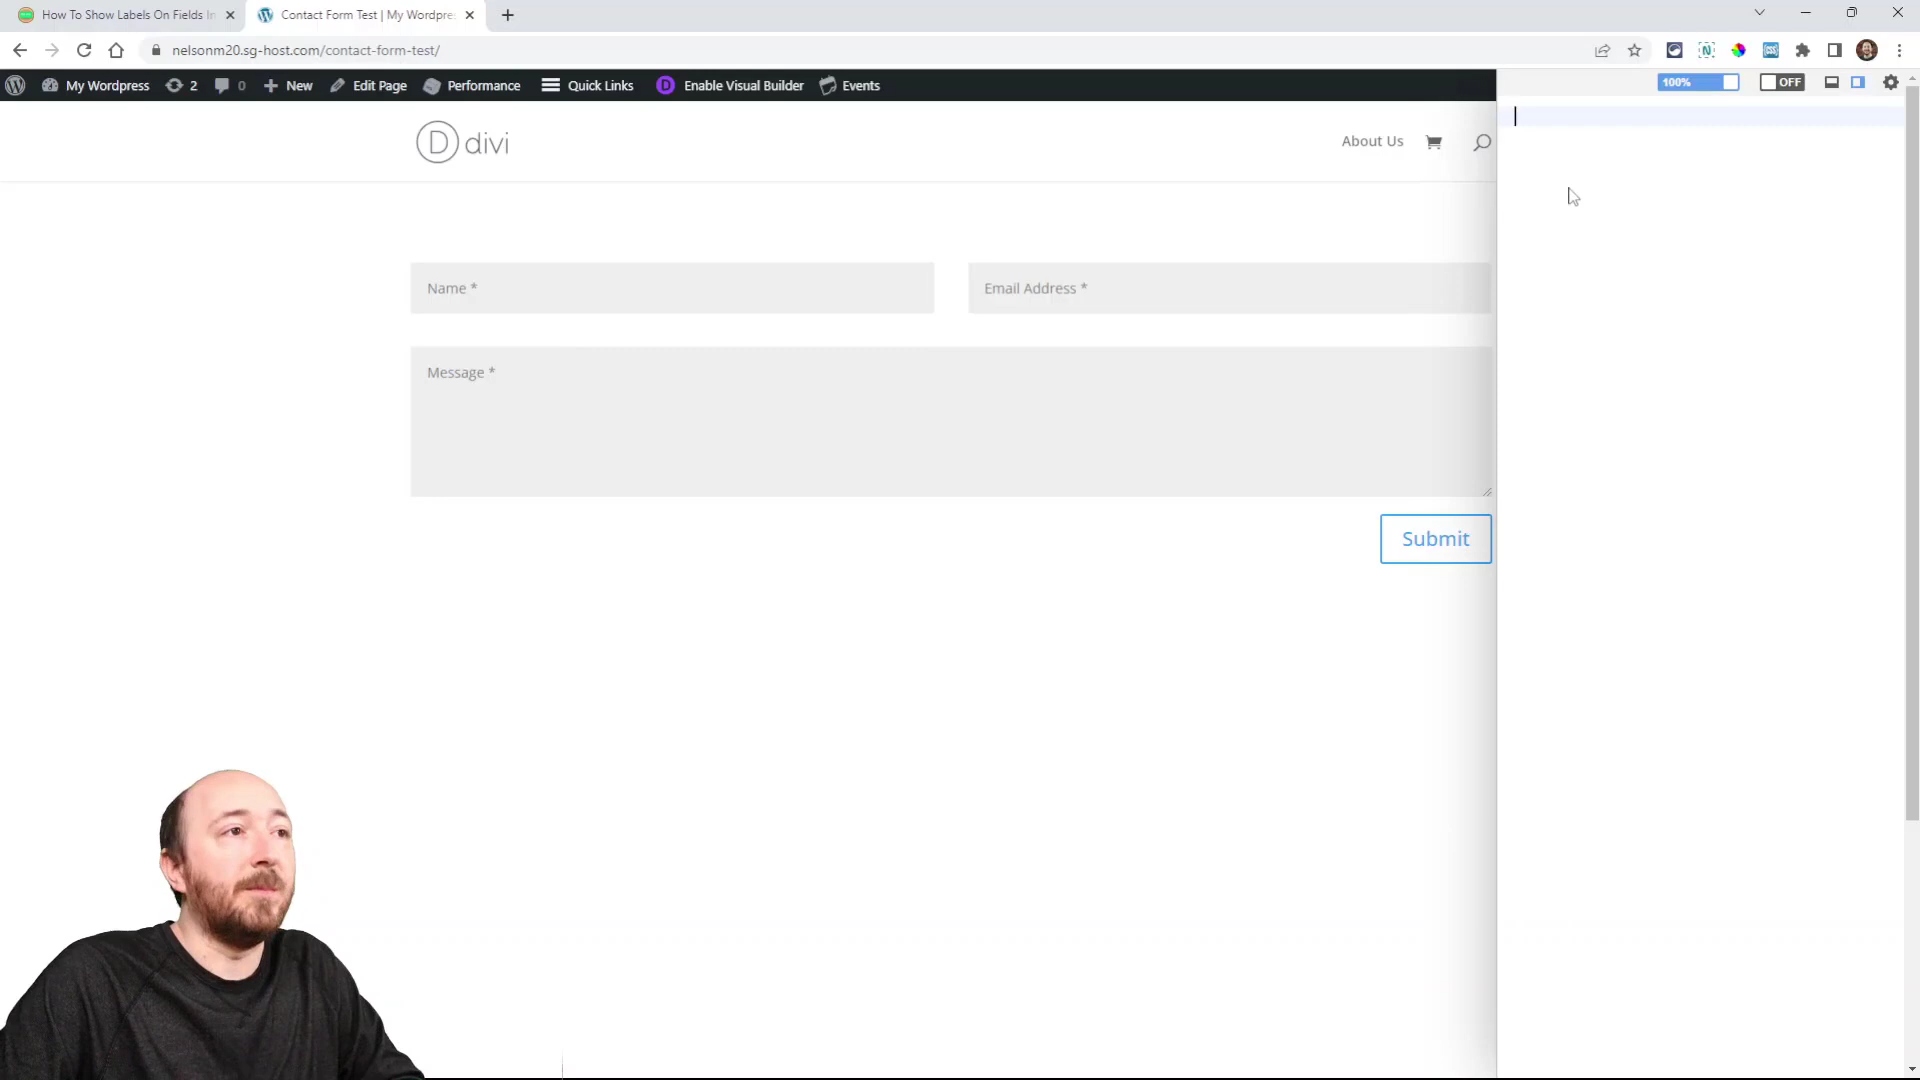 How To Show Labels On Fields In
Contact Form Test | My Wordpre
nelsonm20.sg-host.com/contact-form-test/
My Wordpress 2 0 New Edit Page Performance Quick Links Enable Visual Builder Events
100% OFF
D divi
About Us
Name *
Email Address *
Message *
Submit